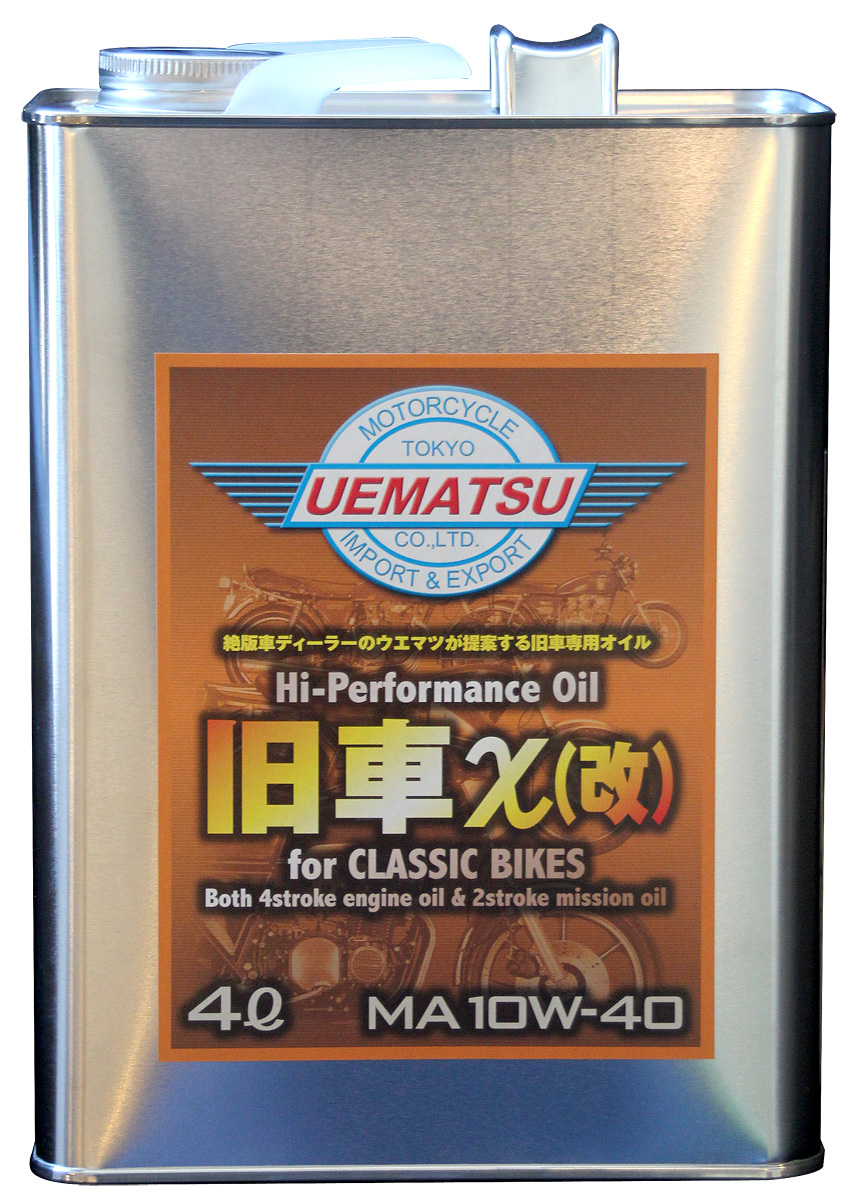 MOTORCYCLE
TOKYO
UEMATSU
CO.,LTD.
IMPORT & EXPORT
絶版車ディーラーのウエマツが提案する旧車専用オイル
Hi-Performance Oil
旧車χ(改)
for CLASSIC BIKES
Both 4stroke engine oil & 2stroke mission oil
4ℓ MA 10W-40